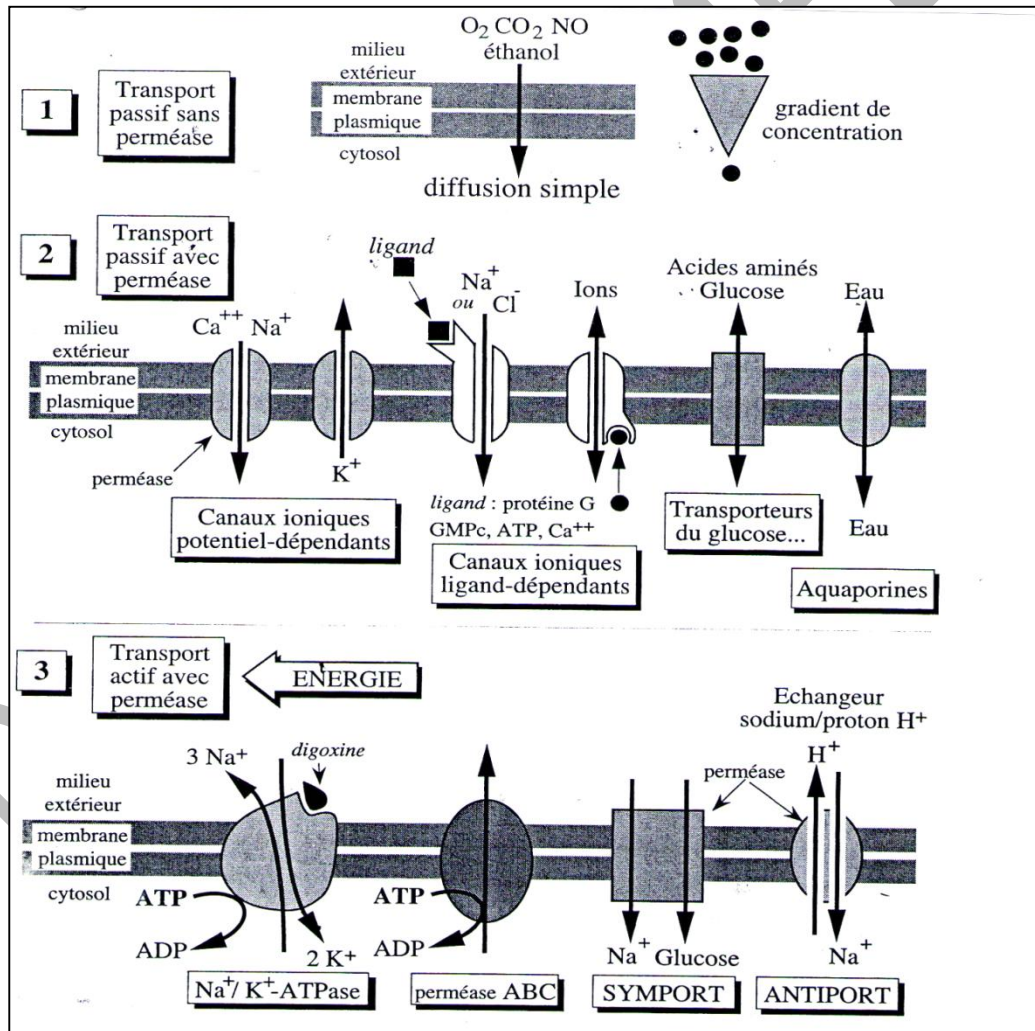 1
Transport
passif sans
perméase
milieu
extérieur
membrane
plasmique
cytosol
O2 CO2 NO
éthanol
diffusion simple
gradient de
concentration
2
Transport
passif avec
perméase
milieu
extérieur
membrane
plasmique
cytosol
perméase
Ca++ Na+
K+
Canaux ioniques
potentiel-dépendants
ligand
Na+
ou Cl-
Ions
ligand : protéine G
GMPc, ATP, Ca++
Canaux ioniques
ligand-dépendants
Acides aminés
Glucose
Transporteurs
du glucose...
Eau
Eau
Aquaporines
3
Transport
actif avec
perméase
ENERGIE
milieu
extérieur
membrane
plasmique
cytosol
3 Na+
digoxine
ATP
ADP
2 K+
Na+/ K+-ATPase
ATP
ADP
perméase ABC
perméase
Na+ Glucose
SYMPORT
Echangeur
sodium/proton H+
H+
Na+
ANTIPORT